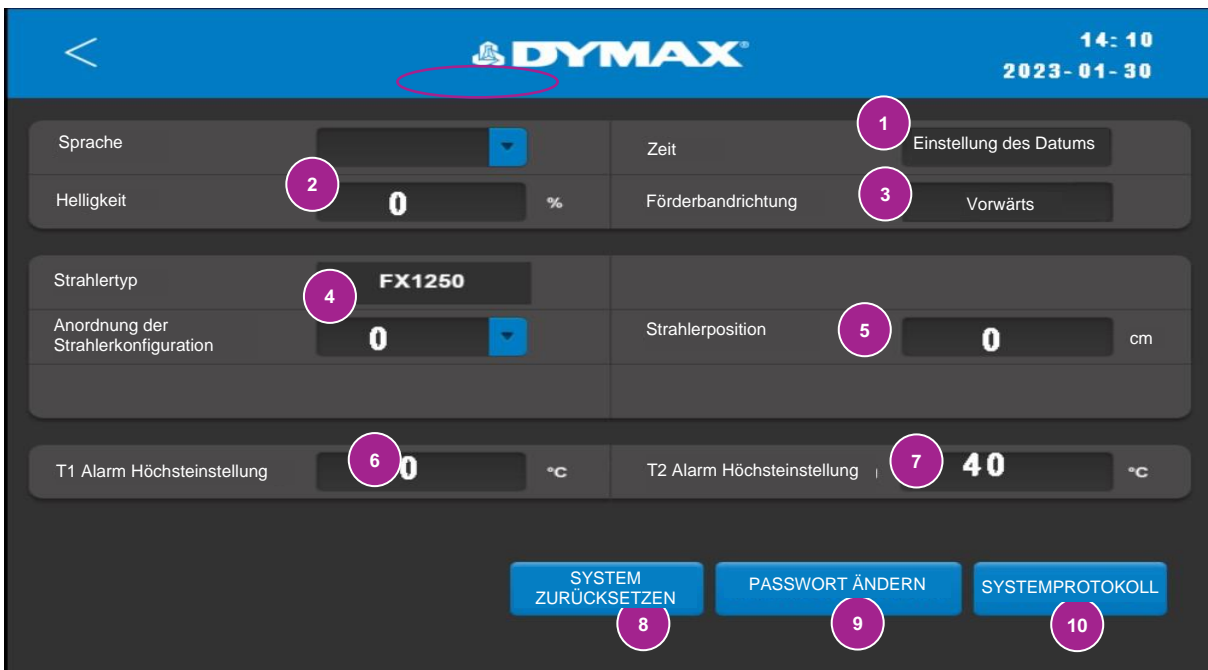 <
DYMAX®
14:10
2023-01-30
Sprache
Zeit
1
Einstellung des Datums
Helligkeit
2
0
%
Förderbandrichtung
3
Vorwärts
Strahlertyp
FX1250
4
Anordnung der
Strahlerkonfiguration
0
Strahlerposition
5
0
cm
T1 Alarm Höchsteinstellung
6
0
°C
T2 Alarm Höchsteinstellung
7
40
°C
SYSTEM
ZURÜCKSETZEN
8
PASSWORT ÄNDERN
9
SYSTEMPROTOKOLL
10